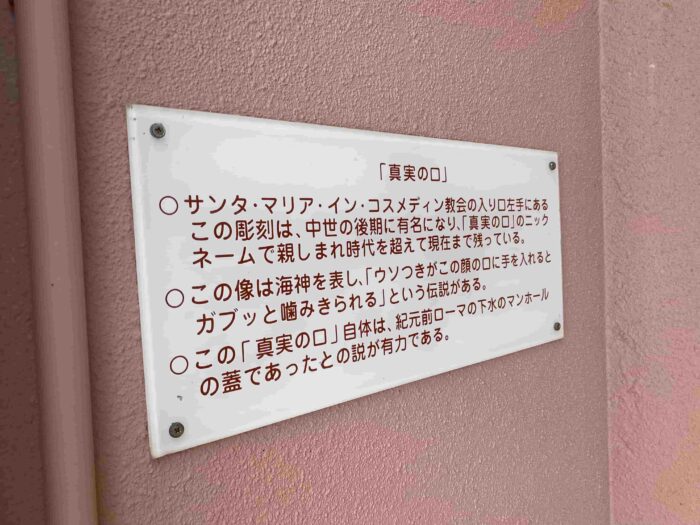 「真実の口」
○サンタ・マリア・イン・コスメディン教会の入り口左手にある
この彫刻は、中世の後期に有名になり、「真実の口」のニック
ネームで親しまれ時代を超えて現在まで残っている。
○この像は海神を表し、「ウソつきがこの顔の口に手を入れると
ガブッと噛みきられる」という伝説がある。
○この「真実の口」自体は、紀元前ローマの下水のマンホール
の蓋であったとの説が有力である。